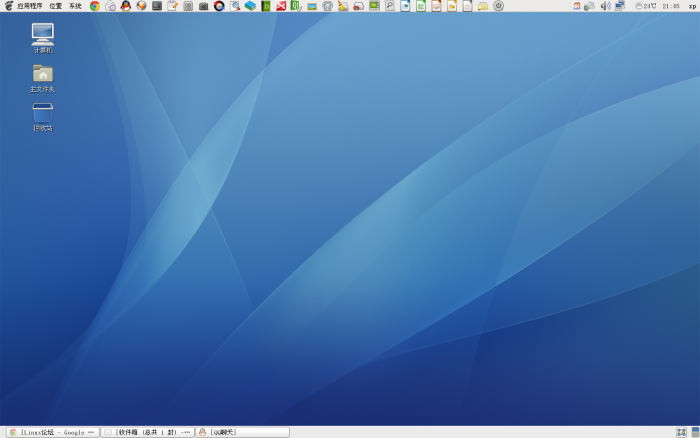 应用程序 位置 系统 24℃ 21:45 xp
计算机
主文件夹
回收站
[Linux论坛 - Google [软件箱 (总共 1 封) [QQ聊天]